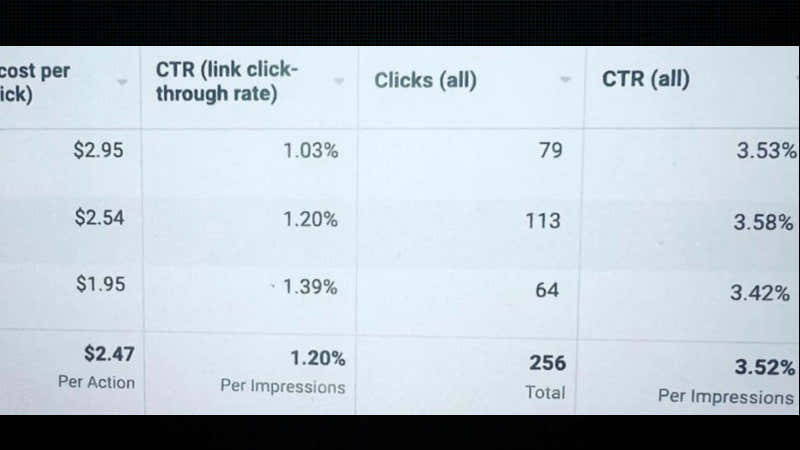 cost per
ick)
CTR (link click-
through rate)
Clicks (all)
CTR (all)
$2.95 1.03% 79 3.53%
$2.54 1.20% 113 3.58%
$1.95 1.39% 64 3.42%
$2.47 1.20% 256 3.52%
Per Action Per Impressions Total Per Impressions